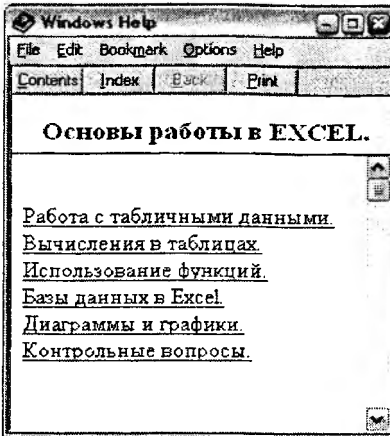 Windows Help
File Edit Bookmark Options Help
Contents Index Back Print
Основы работы в EXCEL.
Работа с табличными данными.
Вычисления в таблицах.
Использование функций.
Базы данных в Excel.
Диаграммы и графики.
Контрольные вопросы.